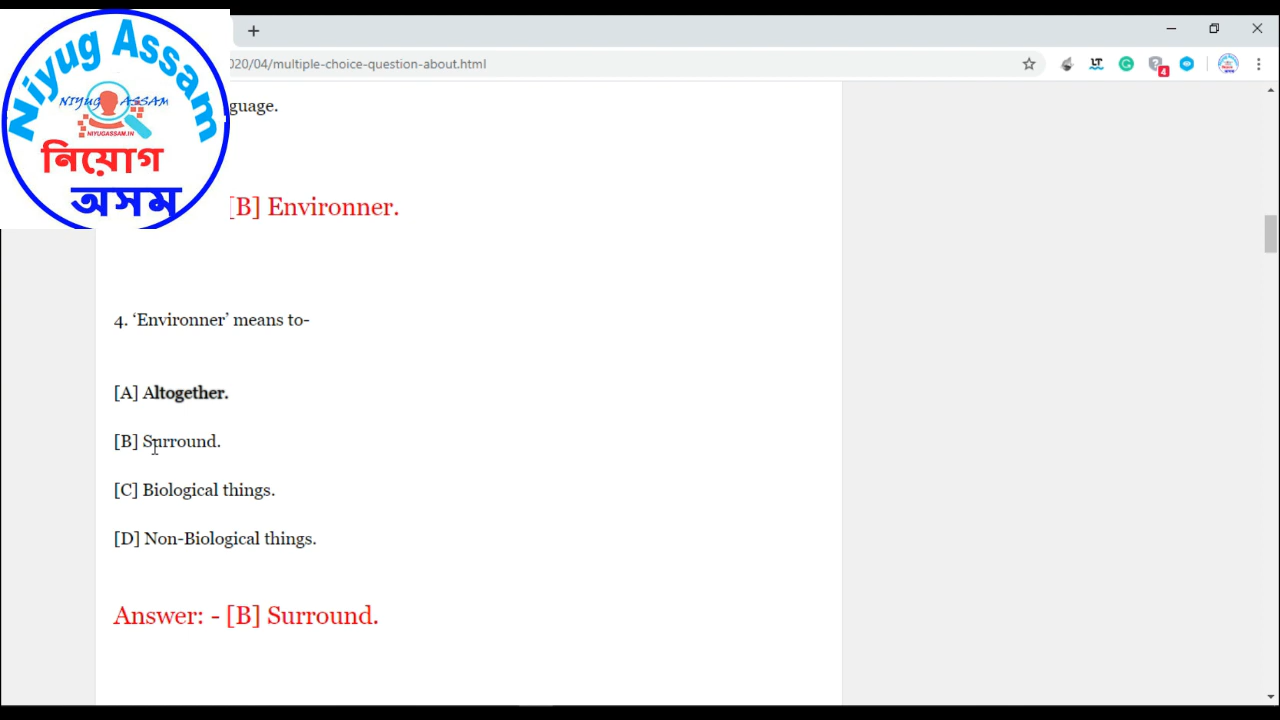 Niyug Assam
NIYUG ASSAM
NIYUGASSAM.IN
নিয়োগ
অসম
020/04/multiple-choice-question-about.html
4
guage.
[B] Environner.
4. ‘Environner’ means to-
[A] Altogether.
[B] Surround.
[C] Biological things.
[D] Non-Biological things.
Answer: - [B] Surround.